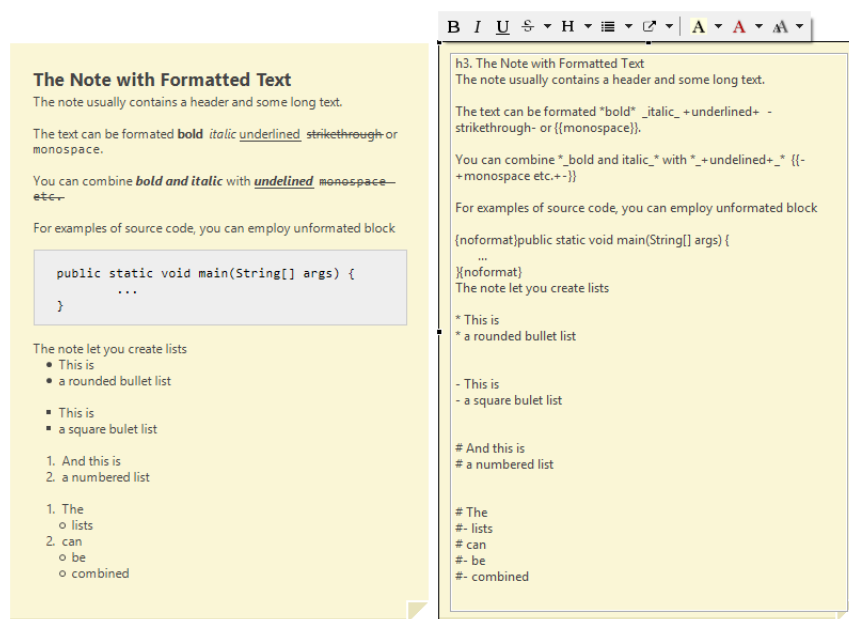 The Note with Formatted Text
The note usually contains a header and some long text.
The text can be formated bold italic underlined strikethrough or
monospace.
You can combine bold and italic with undelined monospace
etc.
For examples of source code, you can employ unformated block
public static void main(String[] args) {
...
}
The note let you create lists
• This is
• a rounded bullet list
▪ This is
▪ a square bulet list
1. And this is
2. a numbered list
1. The
o lists
2. can
o be
o combined
B I U S H A A AA
h3. The Note with Formatted Text
The note usually contains a header and some long text.
The text can be formated *bold* _italic_ +underlined+ -
strikethrough- or {{monospace}}.
You can combine *_bold and italic_* with *_+undelined+_* {{-
+monospace etc.+-}}
For examples of source code, you can employ unformated block
{noformat}public static void main(String[] args) {
...
}{noformat}
The note let you create lists
* This is
* a rounded bullet list
- This is
- a square bulet list
# And this is
# a numbered list
# The
#- lists
# can
#- be
#- combined